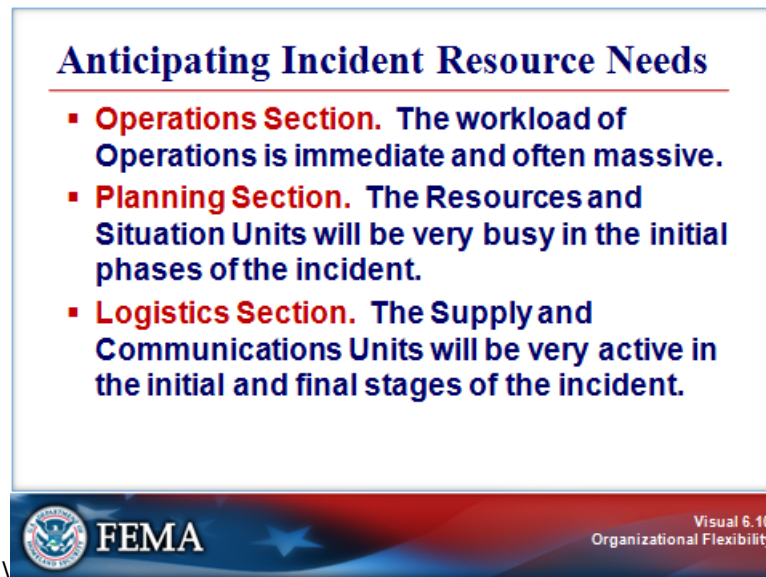 Anticipating Incident Resource Needs
▪ Operations Section. The workload of
Operations is immediate and often massive.
▪ Planning Section. The Resources and
Situation Units will be very busy in the initial
phases of the incident.
▪ Logistics Section. The Supply and
Communications Units will be very active in
the initial and final stages of the incident.
FEMA
Visual 6.10
Organizational Flexibility
\